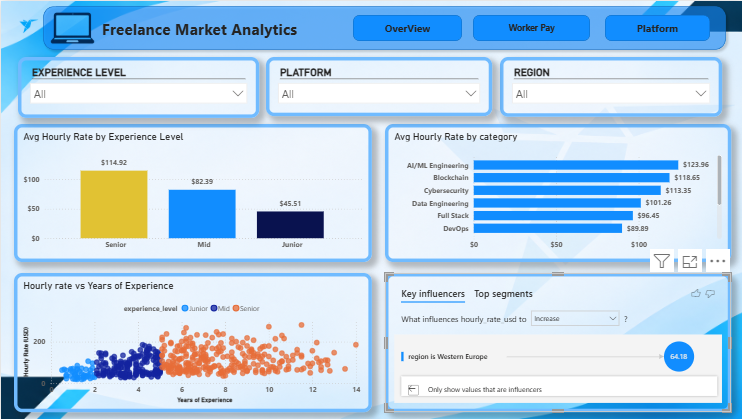 Freelance Market Analytics
OverView
Worker Pay
Platform
EXPERIENCE LEVEL
All
PLATFORM
All
REGION
All
Avg Hourly Rate by Experience Level
$100
$50
$0
$114.92
$82.39
$45.51
Senior
Mid
Junior
Avg Hourly Rate by category
AI/ML Engineering $123.96
Blockchain $118.65
Cybersecurity $113.35
Data Engineering $101.26
Full Stack $96.45
DevOps $89.89
$0 $50 $100
Hourly rate vs Years of Experience
experience_level Junior Mid Senior
Hourly Rate (USD)
200
0
0 2 4 6 8 10 12 14
Years of Experience
Key influencers Top segments
What influences hourly_rate_usd to Increase ?
region is Western Europe 64.18
Only show values that are influencers